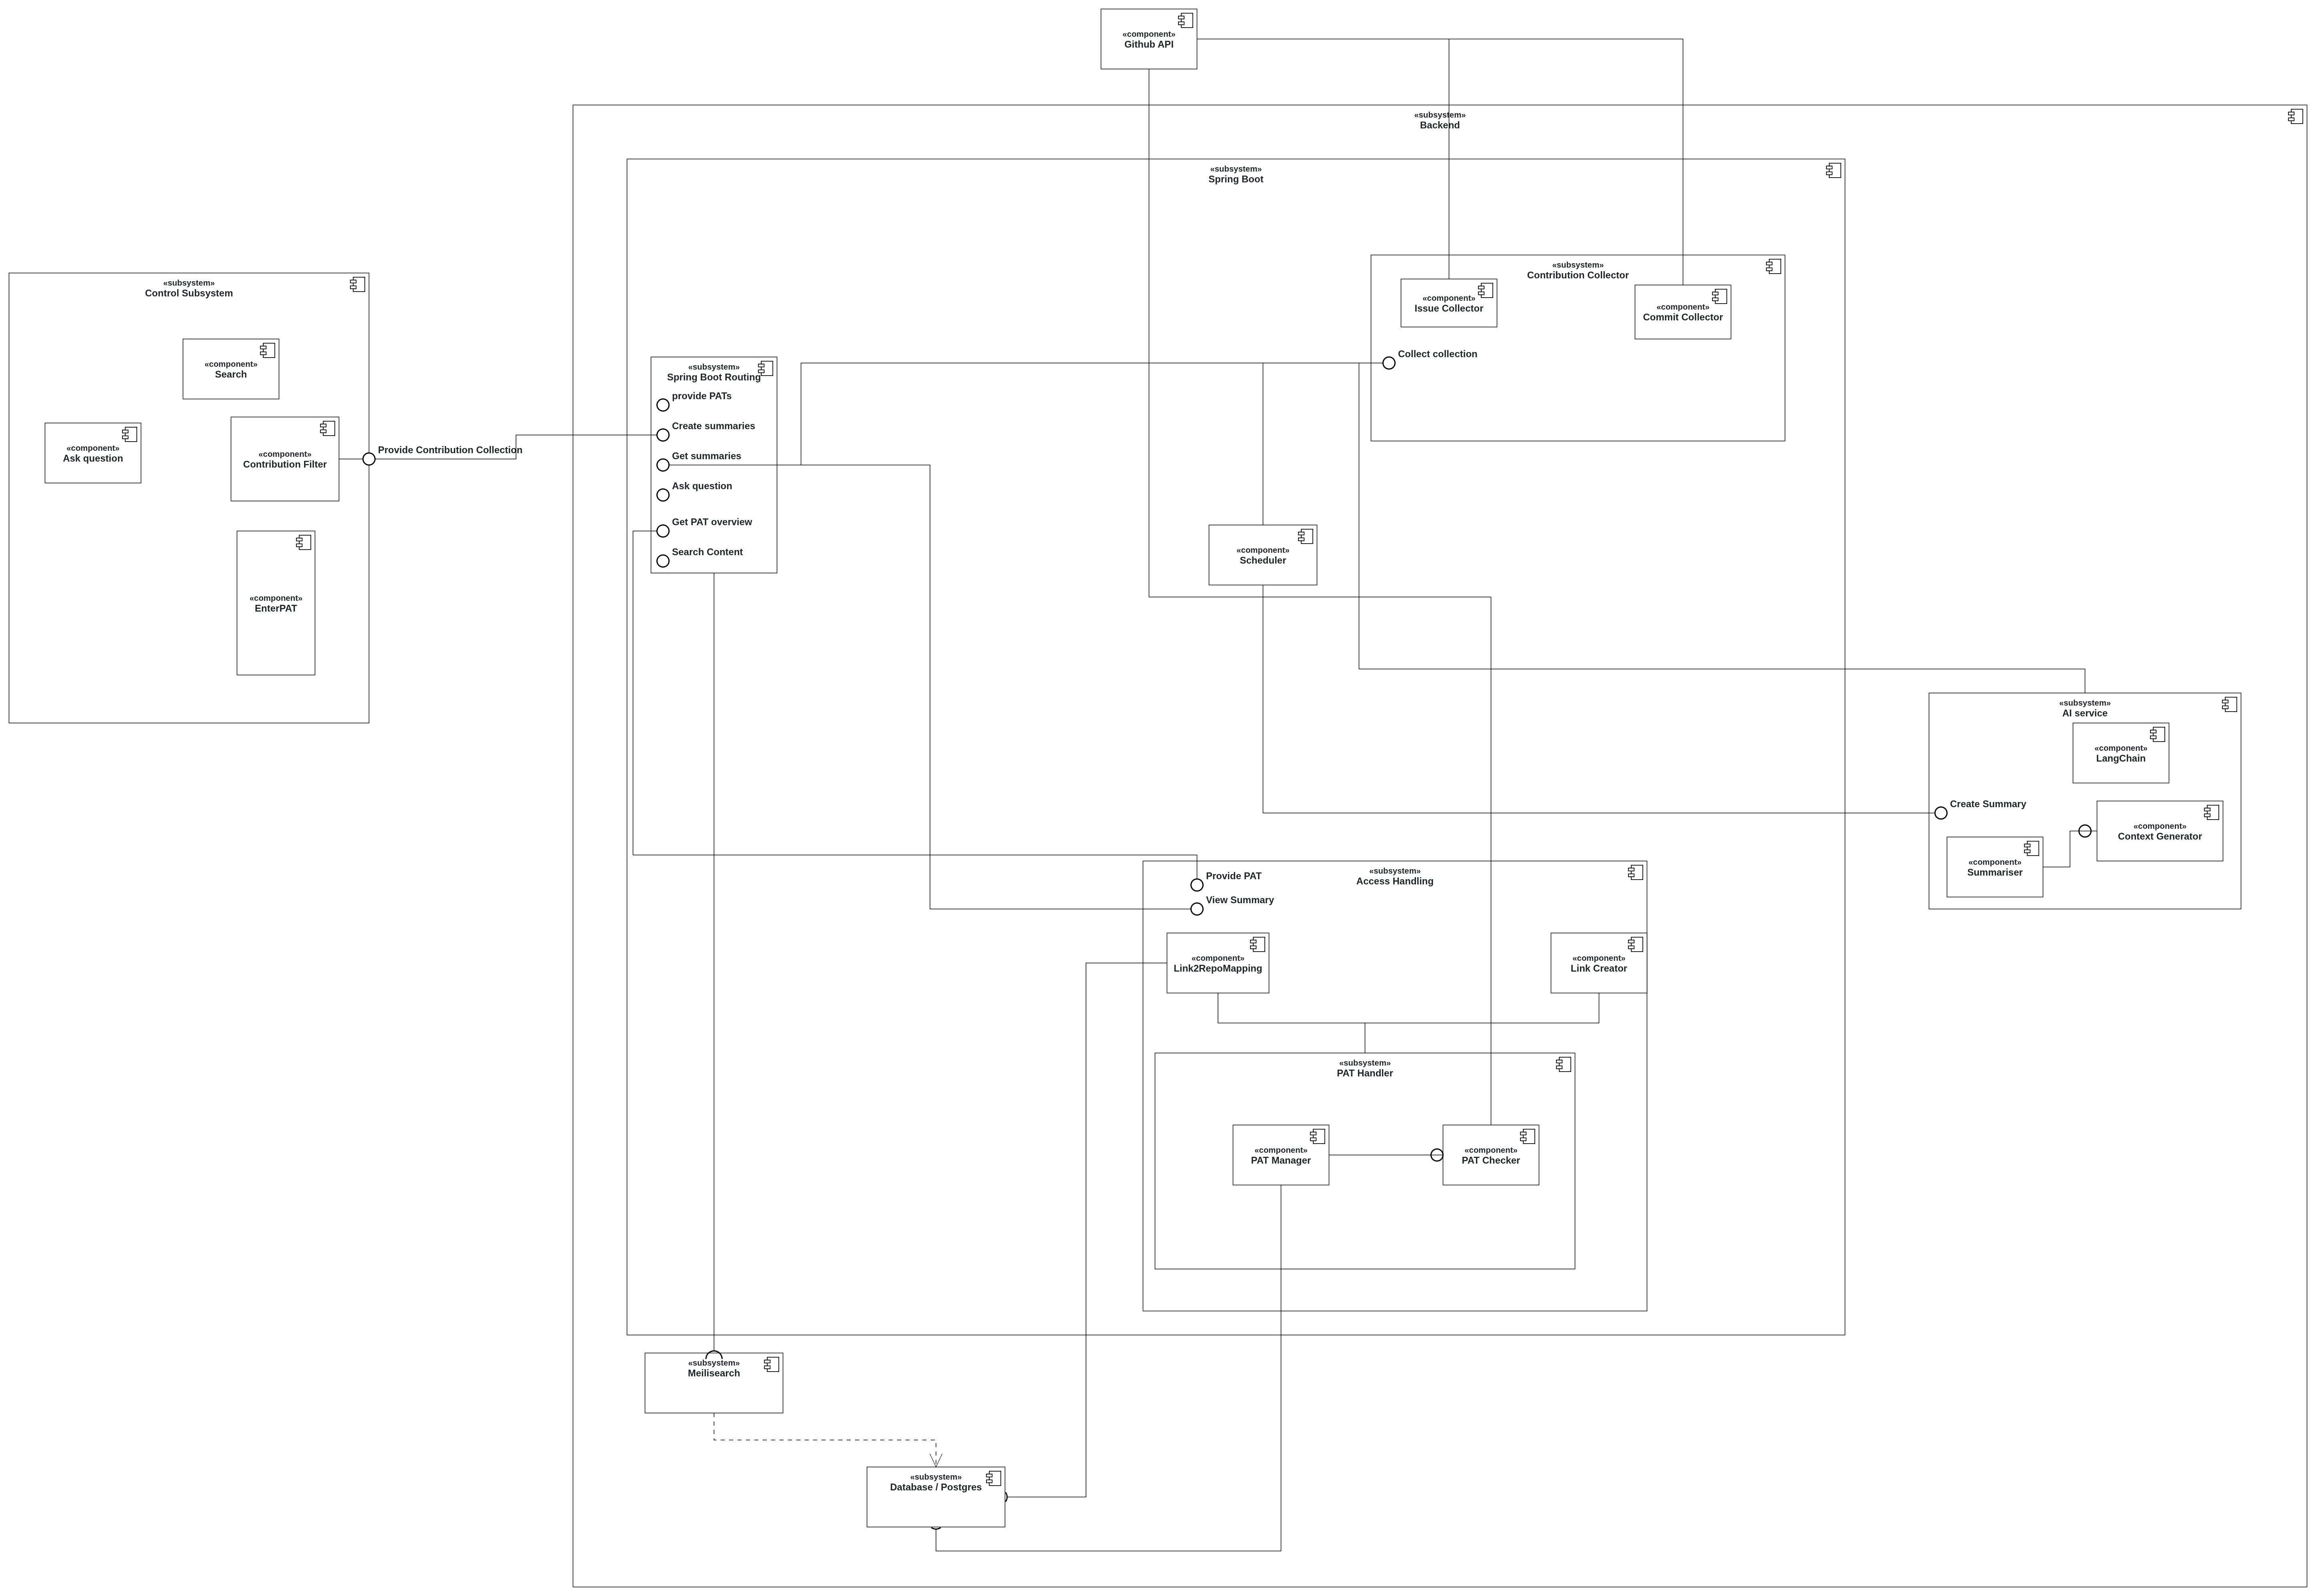 «component»
Github API
«subsystem»
Backend
«subsystem»
Spring Boot
«subsystem»
Contribution Collector
«component»
Issue Collector
«component»
Commit Collector
Collect collection
«subsystem»
Control Subsystem
«component»
Search
«component»
Ask question
«component»
Contribution Filter
Provide Contribution Collection
«component»
EnterPAT
«subsystem»
Spring Boot Routing
provide PATs
Create summaries
Get summaries
Ask question
Get PAT overview
Search Content
«component»
Scheduler
«subsystem»
AI service
«component»
LangChain
Create Summary
«component»
Context Generator
«component»
Summariser
«subsystem»
Access Handling
Provide PAT
View Summary
«component»
Link2RepoMapping
«component»
Link Creator
«subsystem»
PAT Handler
«component»
PAT Manager
«component»
PAT Checker
«subsystem»
Meilisearch
«subsystem»
Database / Postgres